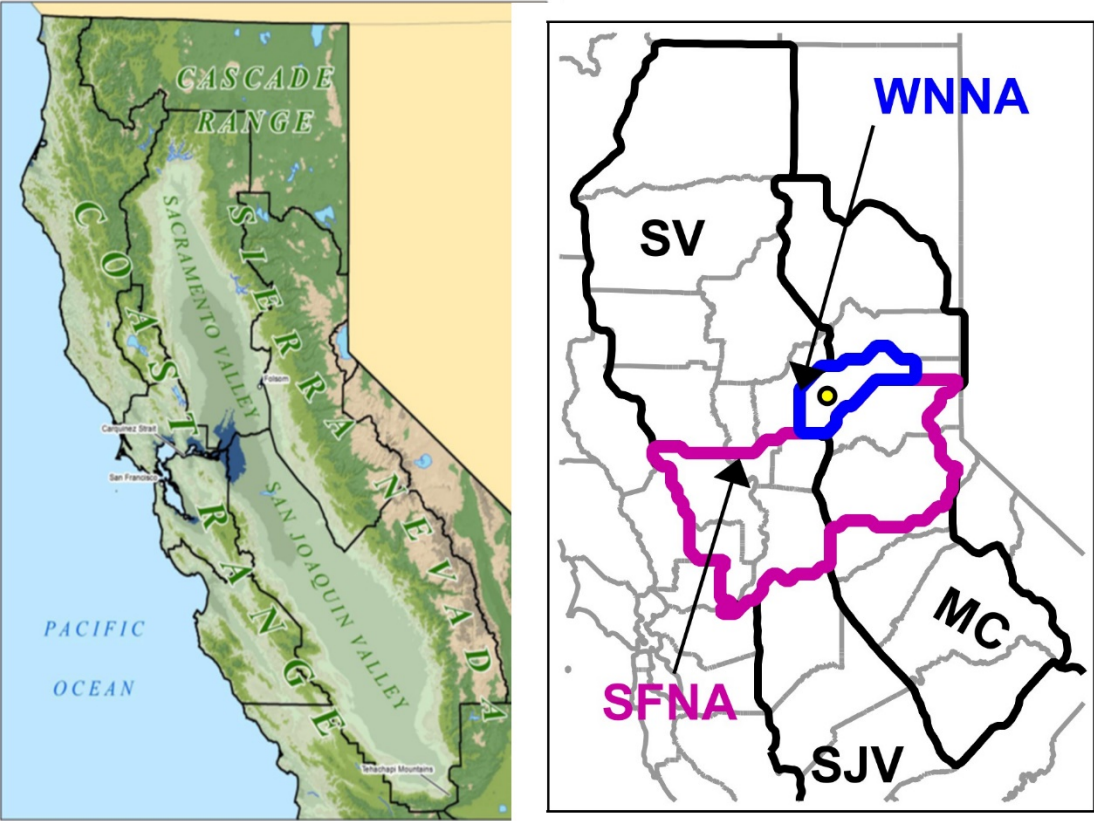 CASCADE
RANGE
COAST
RANGE
SIERRA
NEVADA
SACRAMENTO VALLEY
Folsom
Carquinez Strait
San Francisco
SAN JOAQUIN VALLEY
PACIFIC
OCEAN
Tehachapi Mountains
WNNA
SV
MC
SFNA
SJV